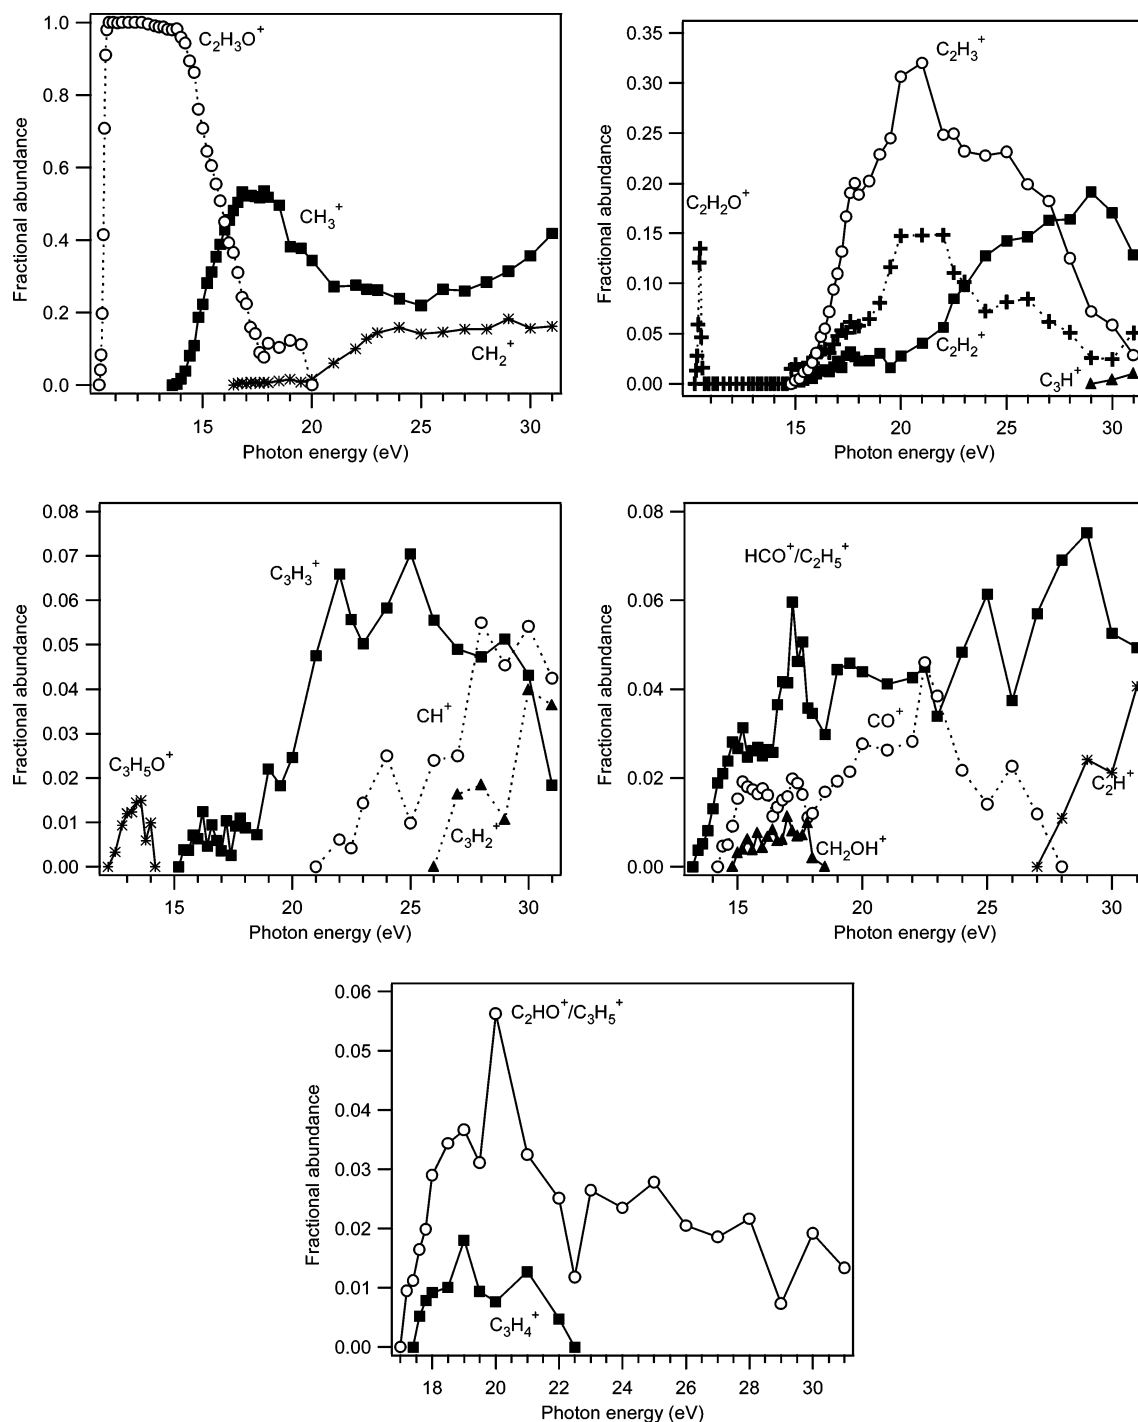 Fractional abundance
1.0
0.8
0.6
0.4
0.2
0.0
C₂H₃O⁺
CH₃⁺
CH₂⁺
15 20 25 30
Photon energy (eV)
Fractional abundance
0.35
0.30
0.25
0.20
0.15
0.10
0.05
0.00
C₂H₃⁺
C₂H₂O⁺
C₂H₂⁺
C₃H⁺
15 20 25 30
Photon energy (eV)
Fractional abundance
0.08
0.07
0.06
0.05
0.04
0.03
0.02
0.01
0.00
C₃H₃⁺
CH⁺
C₃H₅O⁺
C₃H₂⁺
15 20 25 30
Photon energy (eV)
Fractional abundance
0.08
0.06
0.04
0.02
0.00
HCO⁺/C₂H₅⁺
CO⁺
C₂H⁺
CH₂OH⁺
15 20 25 30
Photon energy (eV)
Fractional abundance
0.06
0.05
0.04
0.03
0.02
0.01
0.00
C₂HO⁺/C₃H₅⁺
C₃H₄⁺
18 20 22 24 26 28 30
Photon energy (eV)